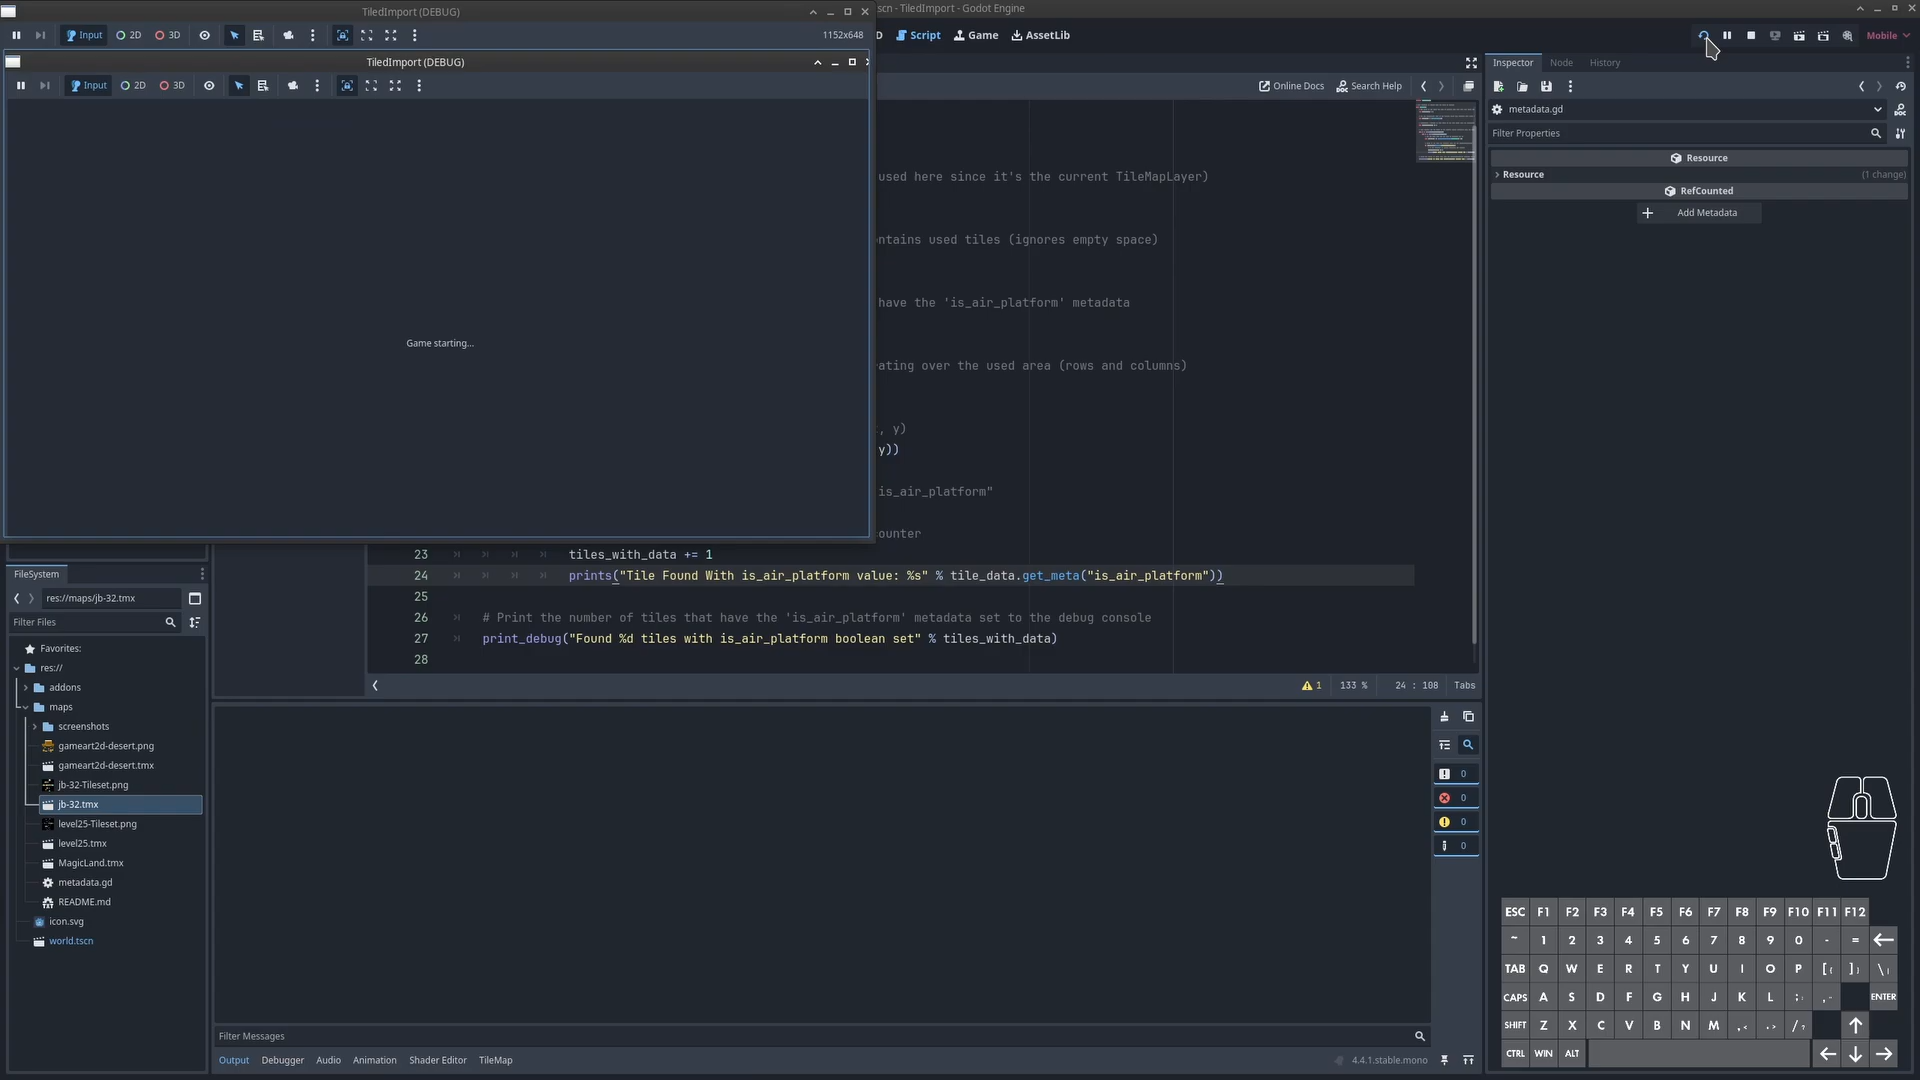 TiledImport (DEBUG)
scn - TiledImport - Godot Engine
Input
2D
3D
1152x648
D
Script
Game
AssetLib
Mobile
TiledImport (DEBUG)
Input
2D
3D
Game starting...
Online Docs
Search Help
Inspector
Node
History
metadata.gd
Filter Properties
Resource
Resource
(1 change)
RefCounted
Add Metadata
used here since it's the current TileMapLayer)
ntains used tiles (ignores empty space)
have the 'is_air_platform' metadata
ating over the used area (rows and columns)
, y)
y))
is_air_platform"
ounter
23 tiles_with_data += 1
24 prints("Tile Found With is_air_platform value: %s" % tile_data.get_meta("is_air_platform"))
25
26 # Print the number of tiles that have the 'is_air_platform' metadata set to the debug console
27 print_debug("Found %d tiles with is_air_platform boolean set" % tiles_with_data)
28
1
133 %
24 : 108
Tabs
FileSystem
res://maps/jb-32.tmx
Filter Files
Favorites:
res://
addons
maps
screenshots
gameart2d-desert.png
gameart2d-desert.tmx
jb-32-Tileset.png
jb-32.tmx
level25-Tileset.png
level25.tmx
MagicLand.tmx
metadata.gd
README.md
icon.svg
world.tscn
0
0
0
0
Filter Messages
Output
Debugger
Audio
Animation
Shader Editor
TileMap
4.4.1.stable.mono
ESC F1 F2 F3 F4 F5 F6 F7 F8 F9 F10 F11 F12
~ 1 2 3 4 5 6 7 8 9 0 - =
TAB Q W E R T Y U I O P [{ ]} \|
CAPS A S D F G H J K L ; ENTER
SHIFT Z X C V B N M ,< .> /?
CTRL WIN ALT